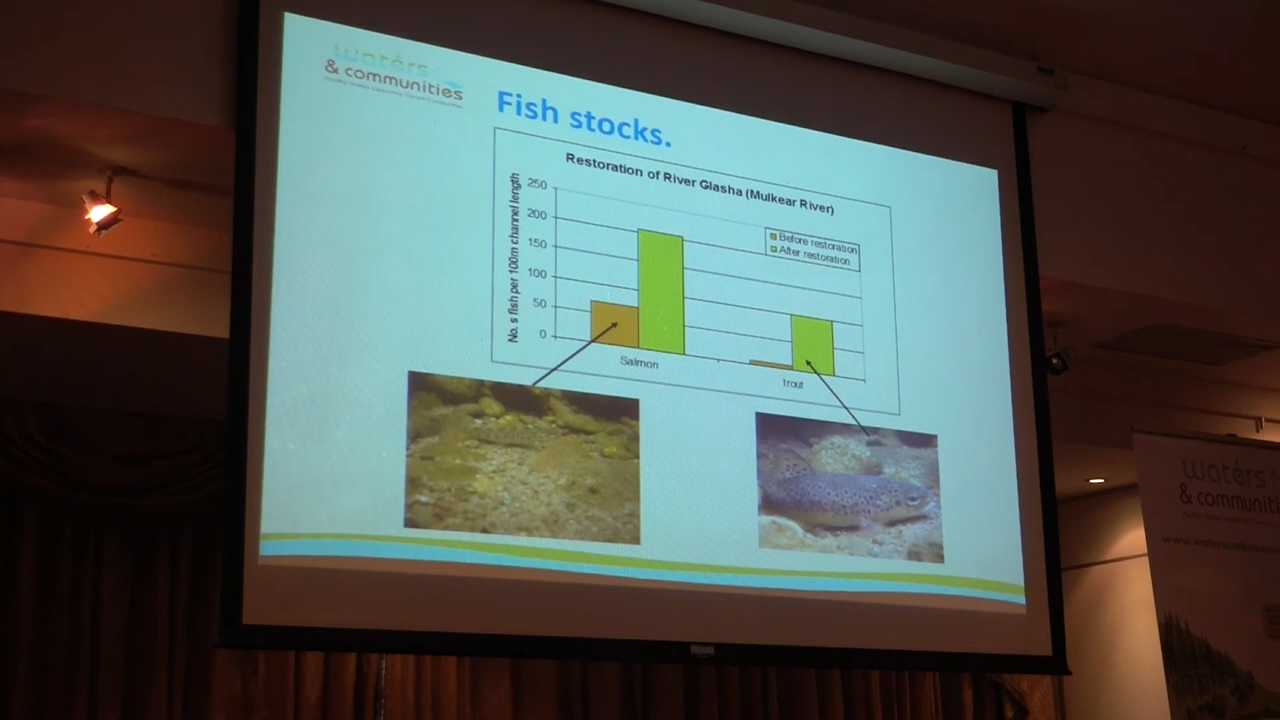 waters
& communities
Fish stocks.
Restoration of River Glasha (Mulkear River)
No. s fish per 100m channel length
250
200
150
100
50
0
Before restoration
After restoration
Salmon
trout
waters
& communit